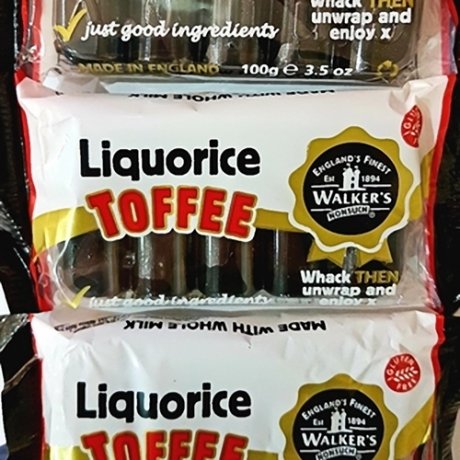 whack THEN
unwrap and
enjoy x
just good ingredients
MADE IN ENGLAND
100g e 3.5 oz
MADE WITH WHOLE MILK
GLUTEN
Liquorice
TOFFEE
ENGLAND'S FINEST
Est 1894
WALKER'S
NONSUCH
Whack THEN
unwrap and
enjoy x
just good ingredients
MADE WITH WHOLE MILK
GLUTEN
FREE
Liquorice
TOFFEE
ENGLAND'S FINEST
Est 1894
WALKER'S
NONSUCH